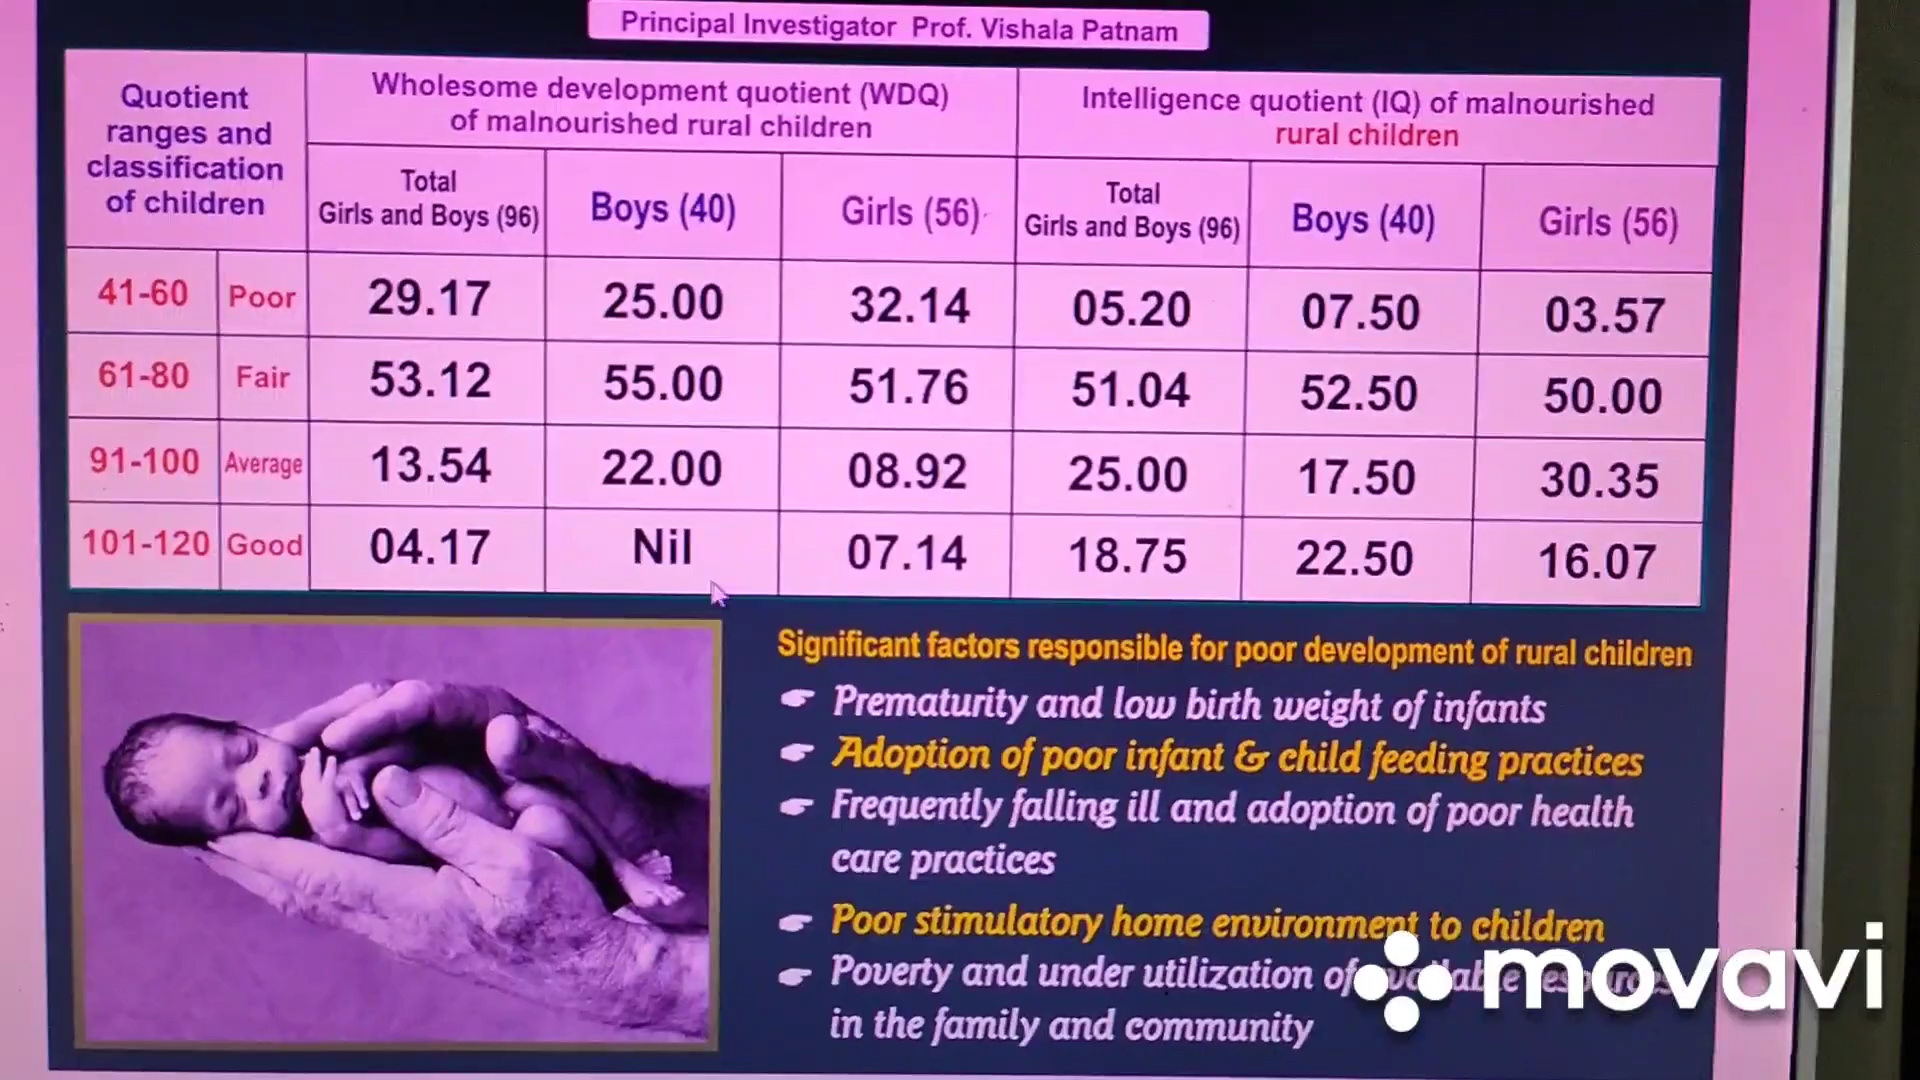 Principal Investigator Prof. Vishala Patnam
Quotient
ranges and
classification
of children
Wholesome development quotient (WDQ)
of malnourished rural children
Intelligence quotient (IQ) of malnourished
rural children
Total
Girls and Boys (96)
Boys (40)
Girls (56)
Total
Girls and Boys (96)
Boys (40)
Girls (56)
41-60 Poor 29.17 25.00 32.14 05.20 07.50 03.57
61-80 Fair 53.12 55.00 51.76 51.04 52.50 50.00
91-100 Average 13.54 22.00 08.92 25.00 17.50 30.35
101-120 Good 04.17 Nil 07.14 18.75 22.50 16.07
Significant factors responsible for poor development of rural children
Prematurity and low birth weight of infants
Adoption of poor infant & child feeding practices
Frequently falling ill and adoption of poor health
care practices
Poor stimulatory home environment to children
Poverty and under utilization of
in the family and community
movavi